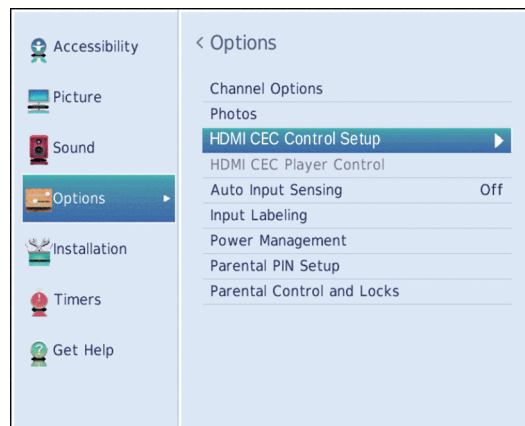 Accessibility
Picture
Sound
Options
Installation
Timers
Get Help
< Options
Channel Options
Photos
HDMI CEC Control Setup
HDMI CEC Player Control
Auto Input Sensing Off
Input Labeling
Power Management
Parental PIN Setup
Parental Control and Locks